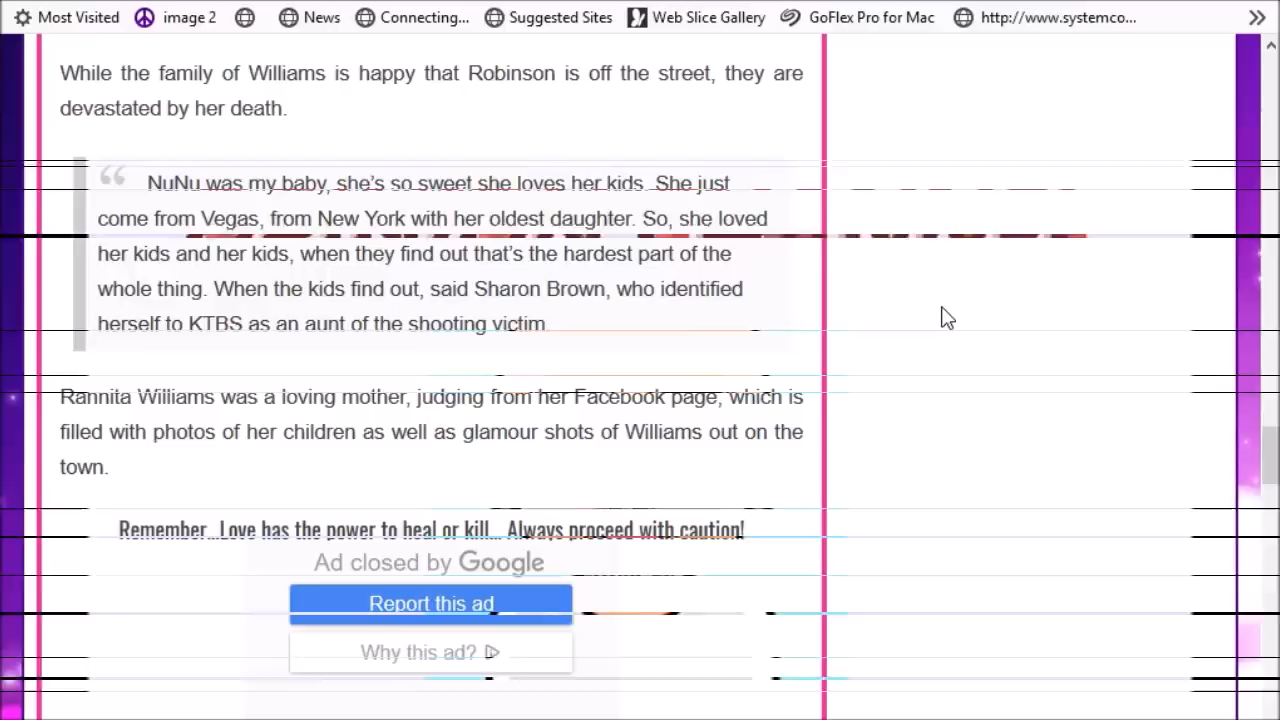 Most Visited image 2 News Connecting... Suggested Sites Web Slice Gallery GoFlex Pro for Mac http://www.systemco...
While the family of Williams is happy that Robinson is off the street, they are
devastated by her death.
“ NuNu was my baby, she’s so sweet she loves her kids. She just
come from Vegas, from New York with her oldest daughter. So, she loved
her kids and her kids, when they find out that’s the hardest part of the
whole thing. When the kids find out, said Sharon Brown, who identified
herself to KTBS as an aunt of the shooting victim.
Rannita Williams was a loving mother, judging from her Facebook page, which is
filled with photos of her children as well as glamour shots of Williams out on the
town.
Remember...Love has the power to heal or kill... Always proceed with caution!
Ad closed by Google
Report this ad
Why this ad?